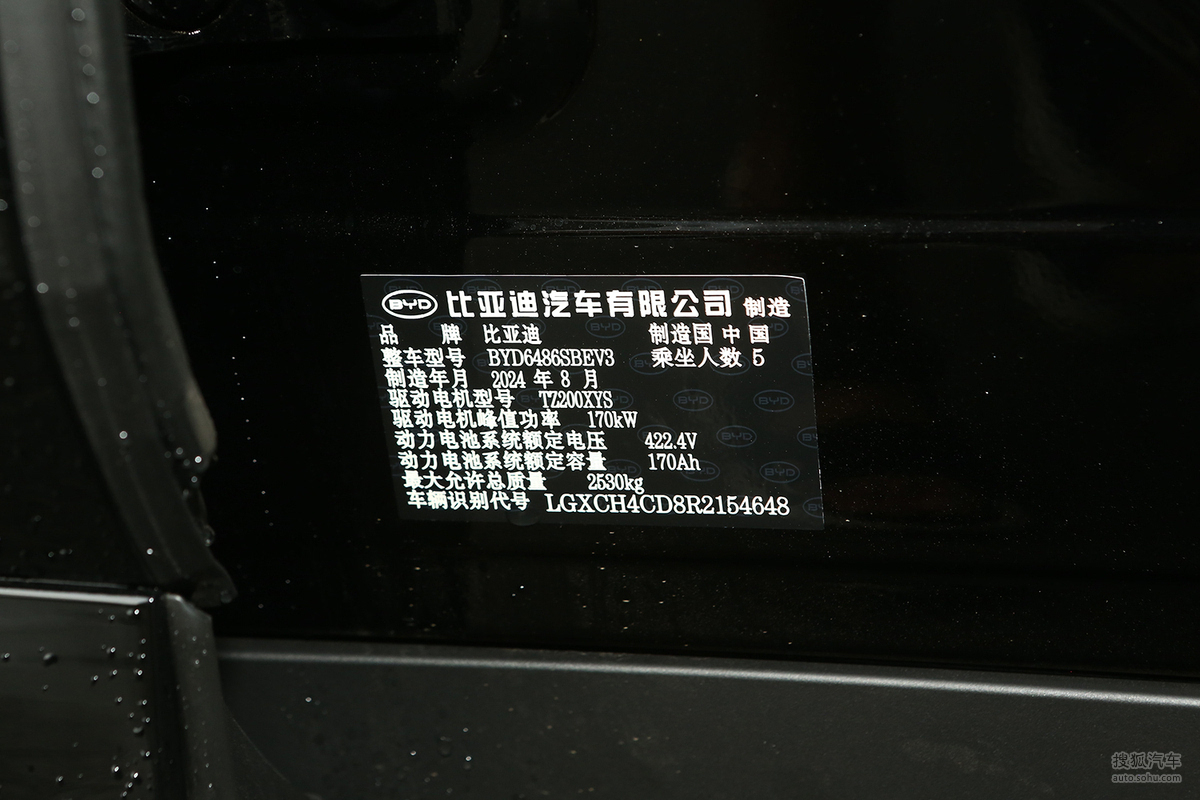 BYD 比亚迪汽车有限公司 制造
品 牌 比亚迪 制造国 中国
整车型号 BYD6486SBEV3 乘坐人数 5
制造年月 2024 年 8 月
驱动电机型号 TZ200XYS
驱动电机峰值功率 170kW
动力电池系统额定电压 422.4V
动力电池系统额定容量 170Ah
最大允许总质量 2530kg
车辆识别代号 LGXCH4CD8R2154648
搜狐汽车
auto.sohu.com